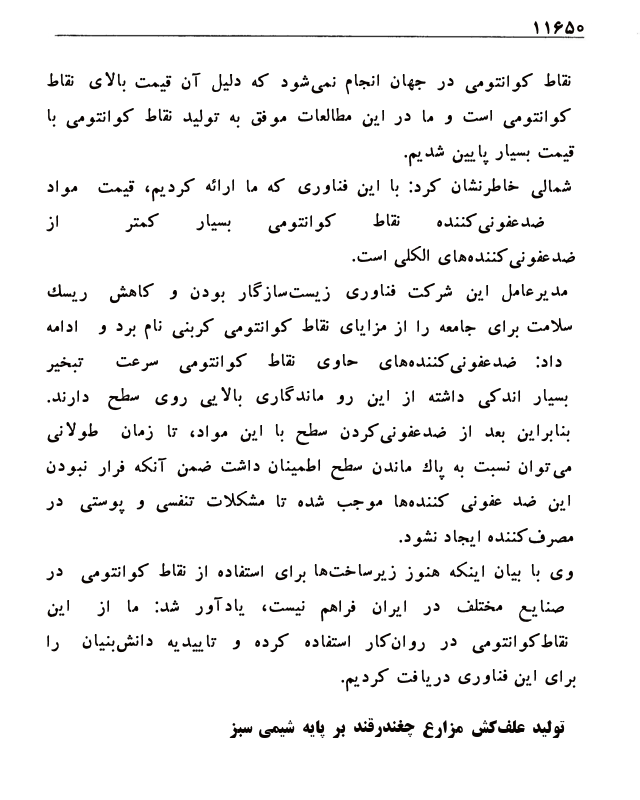 ۱۱۶۵۰
نقاط کوانتومی در جهان انجام نمی‌شود که دلیل آن قیمت بالای نقاط
کوانتومی است و ما در این مطالعات موفق به تولید نقاط کوانتومی با
قیمت بسیار پایین شدیم.
شمالی خاطرنشان کرد: با این فناوری که ما ارائه کردیم، قیمت مواد
ضدعفونی‌کننده نقاط کوانتومی بسیار کمتر از
ضدعفونی‌کننده‌های الکلی است.
مدیرعامل این شرکت فناوری زیست‌سازگار بودن و کاهش ریسك
سلامت برای جامعه را از مزایای نقاط کوانتومی کربنی نام برد و ادامه
داد: ضدعفونی‌کننده‌های حاوی نقاط کوانتومی سرعت تبخیر
بسیار اندکی داشته از این رو ماندگاری بالایی روی سطح دارند.
بنابراین بعد از ضدعفونی‌کردن سطح با این مواد، تا زمان طولانی
می‌توان نسبت به پاك ماندن سطح اطمینان داشت ضمن آنکه فرار نبودن
این ضد عفونی کننده‌ها موجب شده تا مشکلات تنفسی و پوستی در
مصرف‌کننده ایجاد نشود.
وی با بیان اینکه هنوز زیرساخت‌ها برای استفاده از نقاط کوانتومی در
صنایع مختلف در ایران فراهم نیست، یادآور شد: ما از این
نقاط‌کوانتومی در روان‌کار استفاده کرده و تاییدیه دانش‌بنیان را
برای این فناوری دریافت کردیم.
تولید علف‌کش مزارع چغندرقند بر پایه شیمی سبز